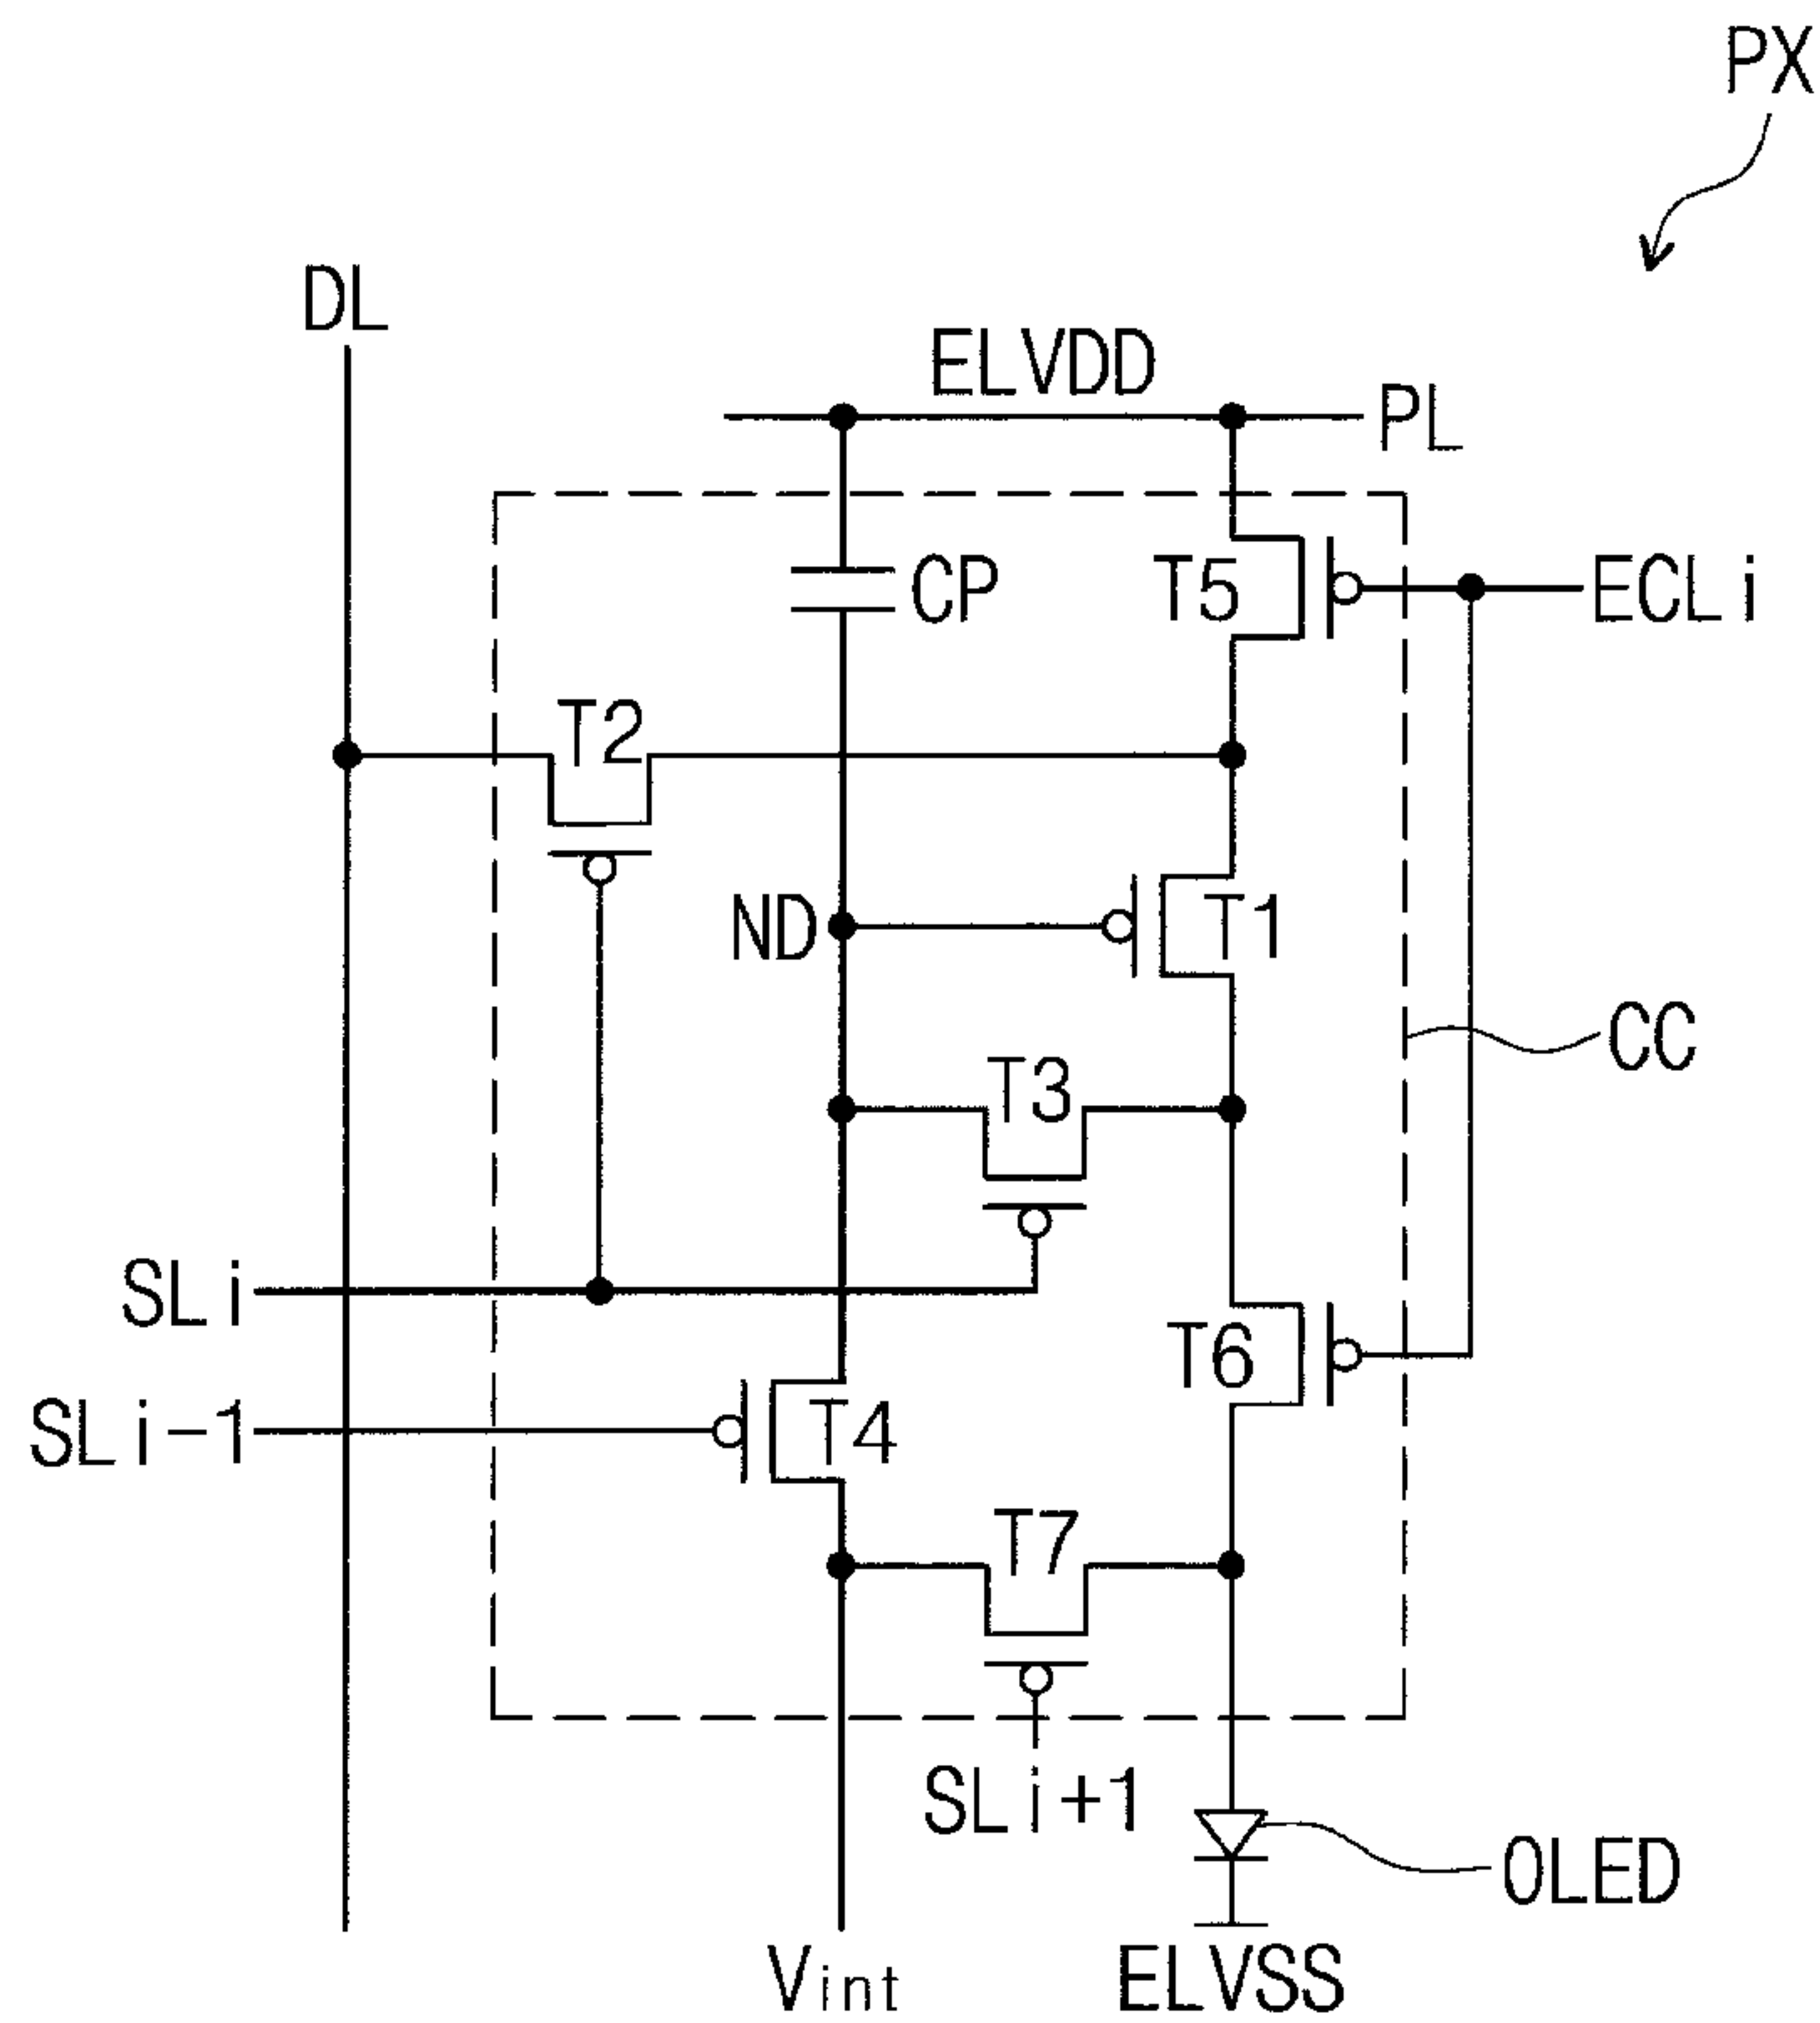 PX
DL
ELVDD
PL
CP
T5
ECLi
T2
ND
T1
CC
T3
SLi
T6
SLi-1
T4
T7
SLi+1
OLED
Vint
ELVSS